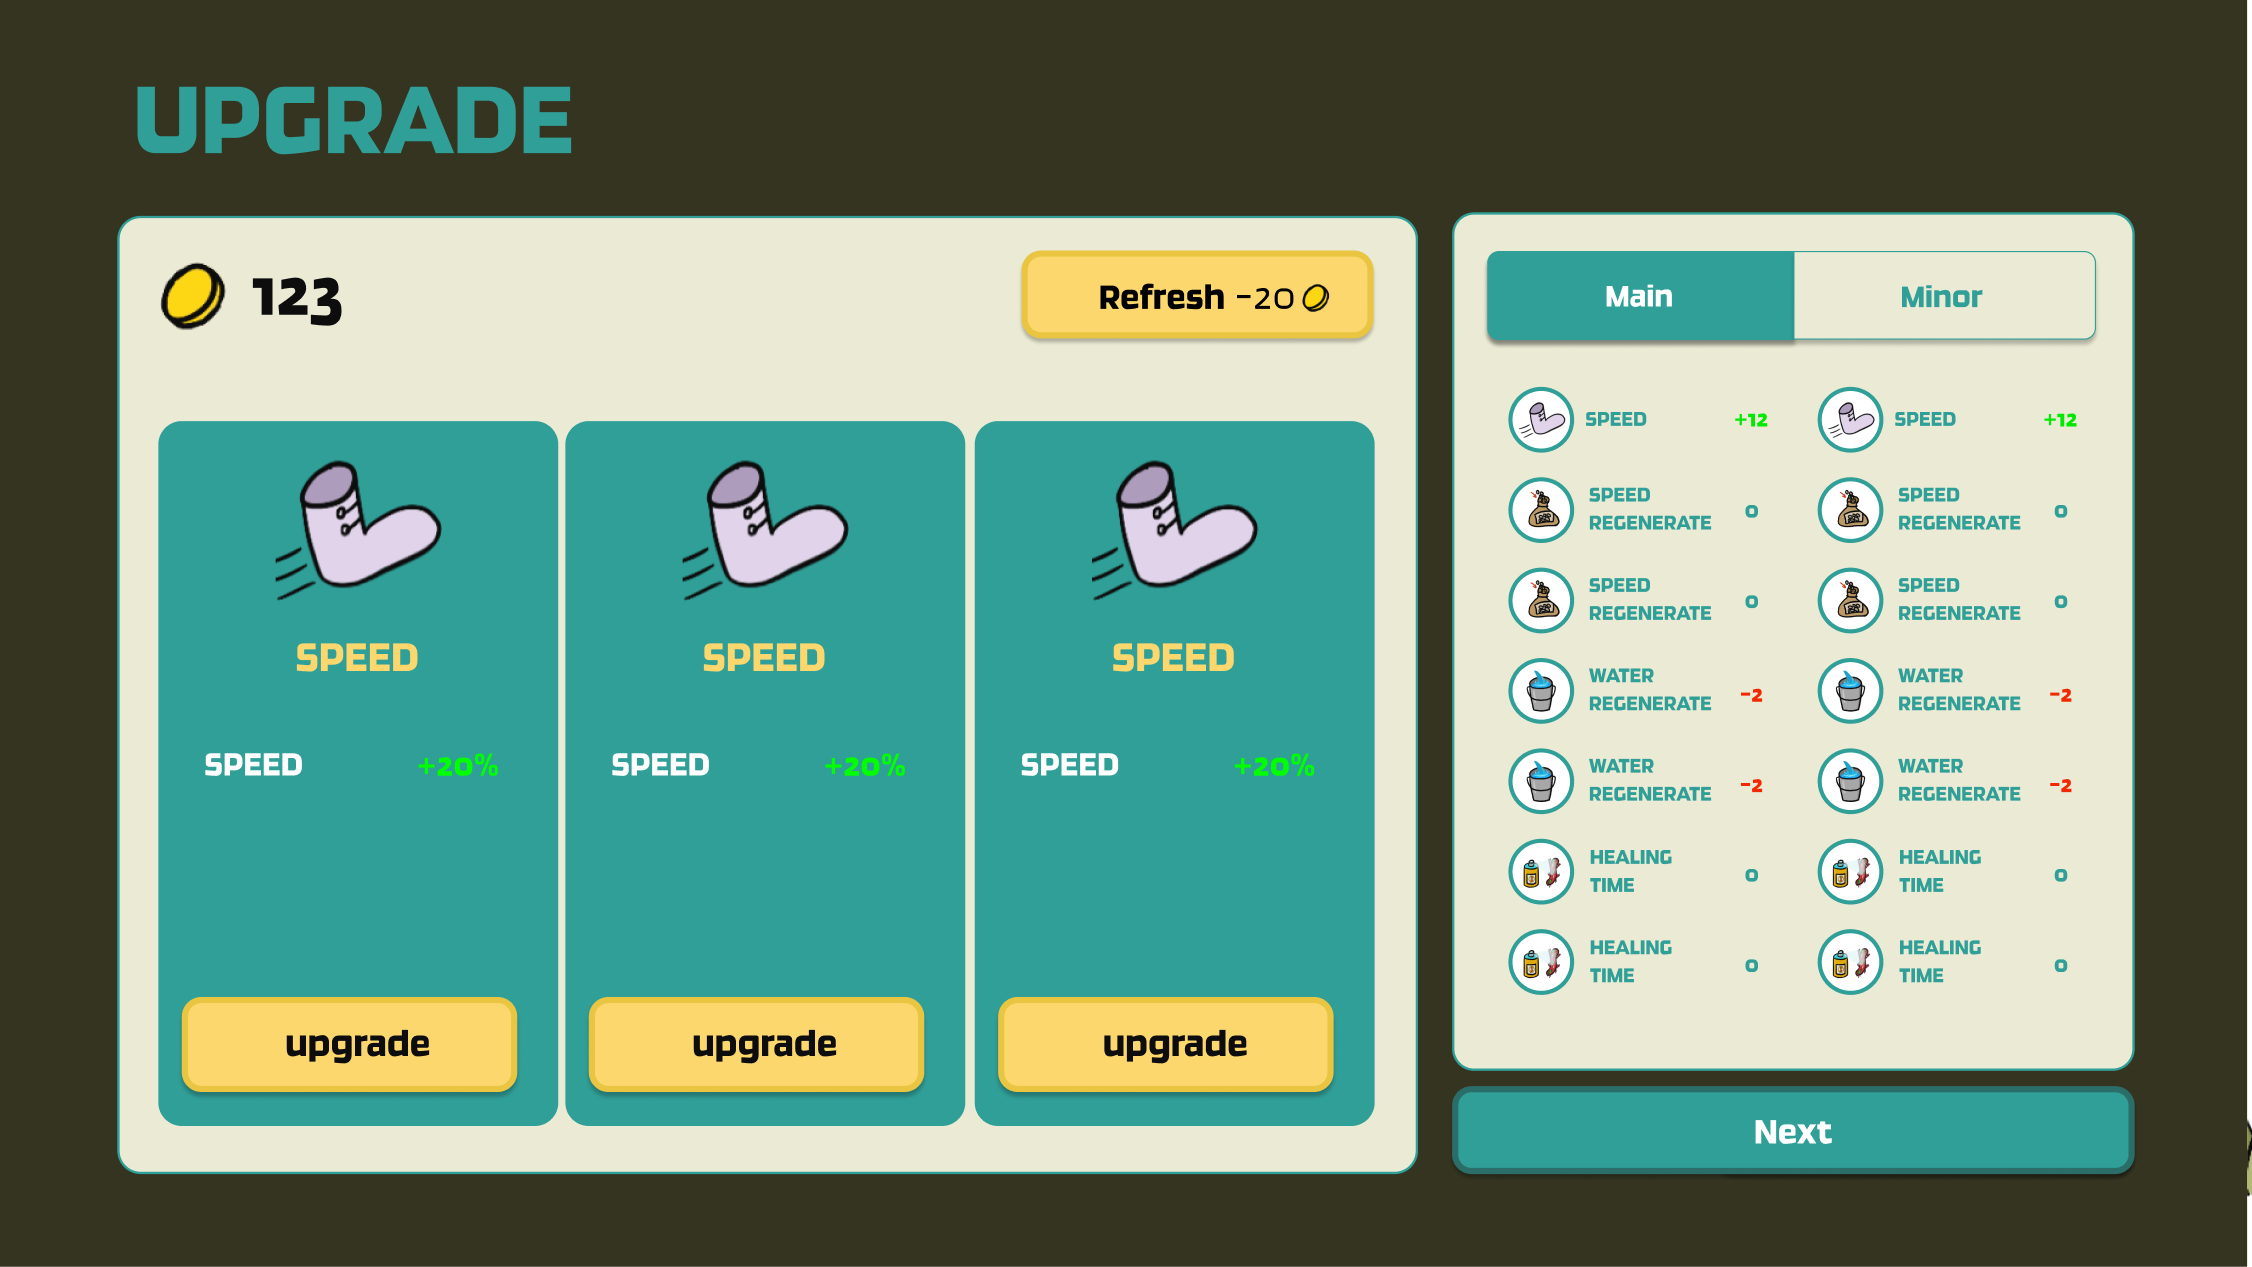 UPGRADE
123
Refresh -20
Main
Minor
SPEED
SPEED +20%
upgrade
SPEED
SPEED +20%
upgrade
SPEED
SPEED +20%
upgrade
SPEED +12
SPEED +12
SPEED
REGENERATE 0
SPEED
REGENERATE 0
SPEED
REGENERATE 0
SPEED
REGENERATE 0
WATER
REGENERATE -2
WATER
REGENERATE -2
WATER
REGENERATE -2
WATER
REGENERATE -2
HEALING
TIME 0
HEALING
TIME 0
HEALING
TIME 0
HEALING
TIME 0
Next